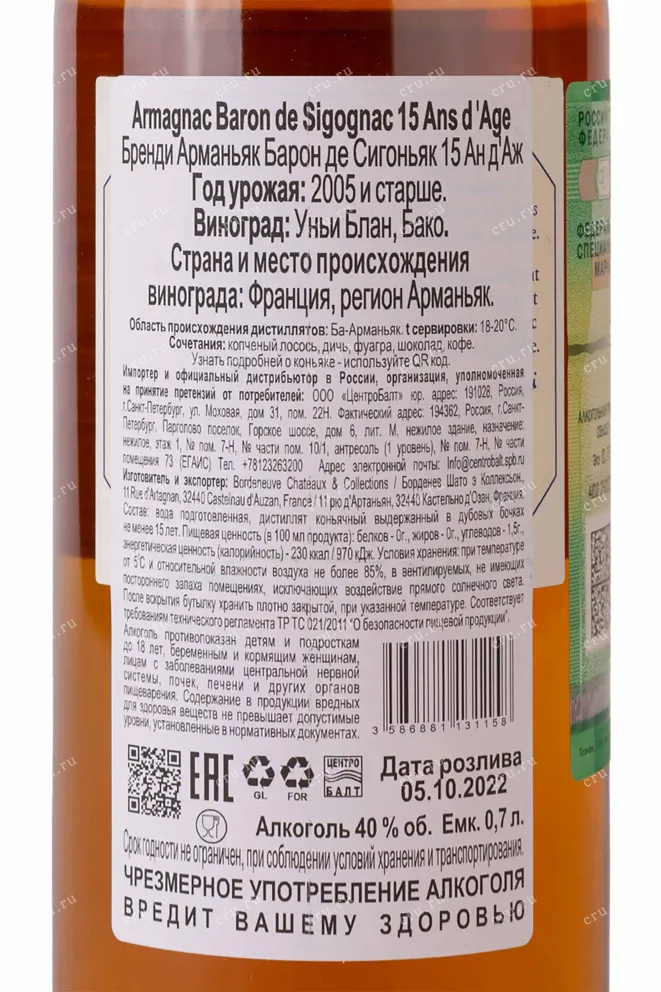 Armagnac Baron de Sigognac 15 Ans d'Age
Бренди Арманьяк Барон де Сигоньяк 15 Ан д'Аж
Год урожая: 2005 и старше.
Виноград: Уньи Блан, Бако.
Страна и место происхождения
винограда: Франция, регион Арманьяк.
Область происхождения дистиллятов: Ба-Арманьяк. t сервировки: 18-20°C.
Сочетания: копченый лосось, дичь, фуагра, шоколад, кофе.
Узнать подробней о коньяке - используйте QR код.
Импортер и официальный дистрибьютор в России, организация, уполномоченная
на принятие претензий от потребителей: ООО «ЦентроБалт» юр. адрес: 191028, Россия,
г.Санкт-Петербург, ул. Моховая, дом 31, пом. 22Н. Фактический адрес: 194362, Россия, г.Санкт-
Петербург, Парголово поселок, Горское шоссе, дом 6, лит. М, нежилое здание, назначение:
нежилое, этаж 1, № пом. 7-Н, № части пом. 10/1, антресоль (1 уровень), № пом. 7-Н, № части
помещения 73 (ЕГАИС) Тел. +78123263200 Адрес электронной почты: Info@centrobalt.spb.ru
Изготовитель и экспортер: Bordeneuve Chateaux & Collections / Борденев Шато э Коллексьон,
11 Rue d'Artagnan, 32440 Castelnau d'Auzan, France / 11 рю д'Артаньян, 32440 Кастельно д'Озан, Франция
Состав: вода подготовленная, дистиллят коньячный выдержанного в дубовых бочках
не менее 15 лет. Пищевая ценность (в 100 мл продукта): белков - 0г., жиров - 0г., углеводов - 1,5г.,
энергетическая ценность (калорийность) - 230 ккал / 970 кДж. Условия хранения: при температуре
от 5°C и относительной влажности воздуха не более 85%, в вентилируемых, не имеющих
постороннего запаха помещениях, исключающих воздействие прямого солнечного света.
После вскрытия бутылку хранить плотно закрытой, при указанной температуре. Соответствует
требованиям технического регламента ТР ТС 021/2011 "О безопасности пищевой продукции".
Алкоголь противопоказан детям и подросткам
до 18 лет, беременным и кормящим женщинам,
лицам с заболеваниями центральной нервной
системы, почек, печени и других органов
пищеварения. Содержание в продукции вредных
для здоровья веществ не превышает допустимые
уровни, установленные в нормативных документах.
3 586881 131158
EAC
GL
FOR
ЦЕНТРО
БАЛТ
Дата розлива
05.10.2022
Алкоголь 40 % об. Емк. 0,7 л.
Срок годности не ограничен, при соблюдении условий хранения и транспортирования.
ЧРЕЗМЕРНОЕ УПОТРЕБЛЕНИЕ АЛКОГОЛЯ
ВРЕДИТ ВАШЕМУ ЗДОРОВЬЮ
cru.ru